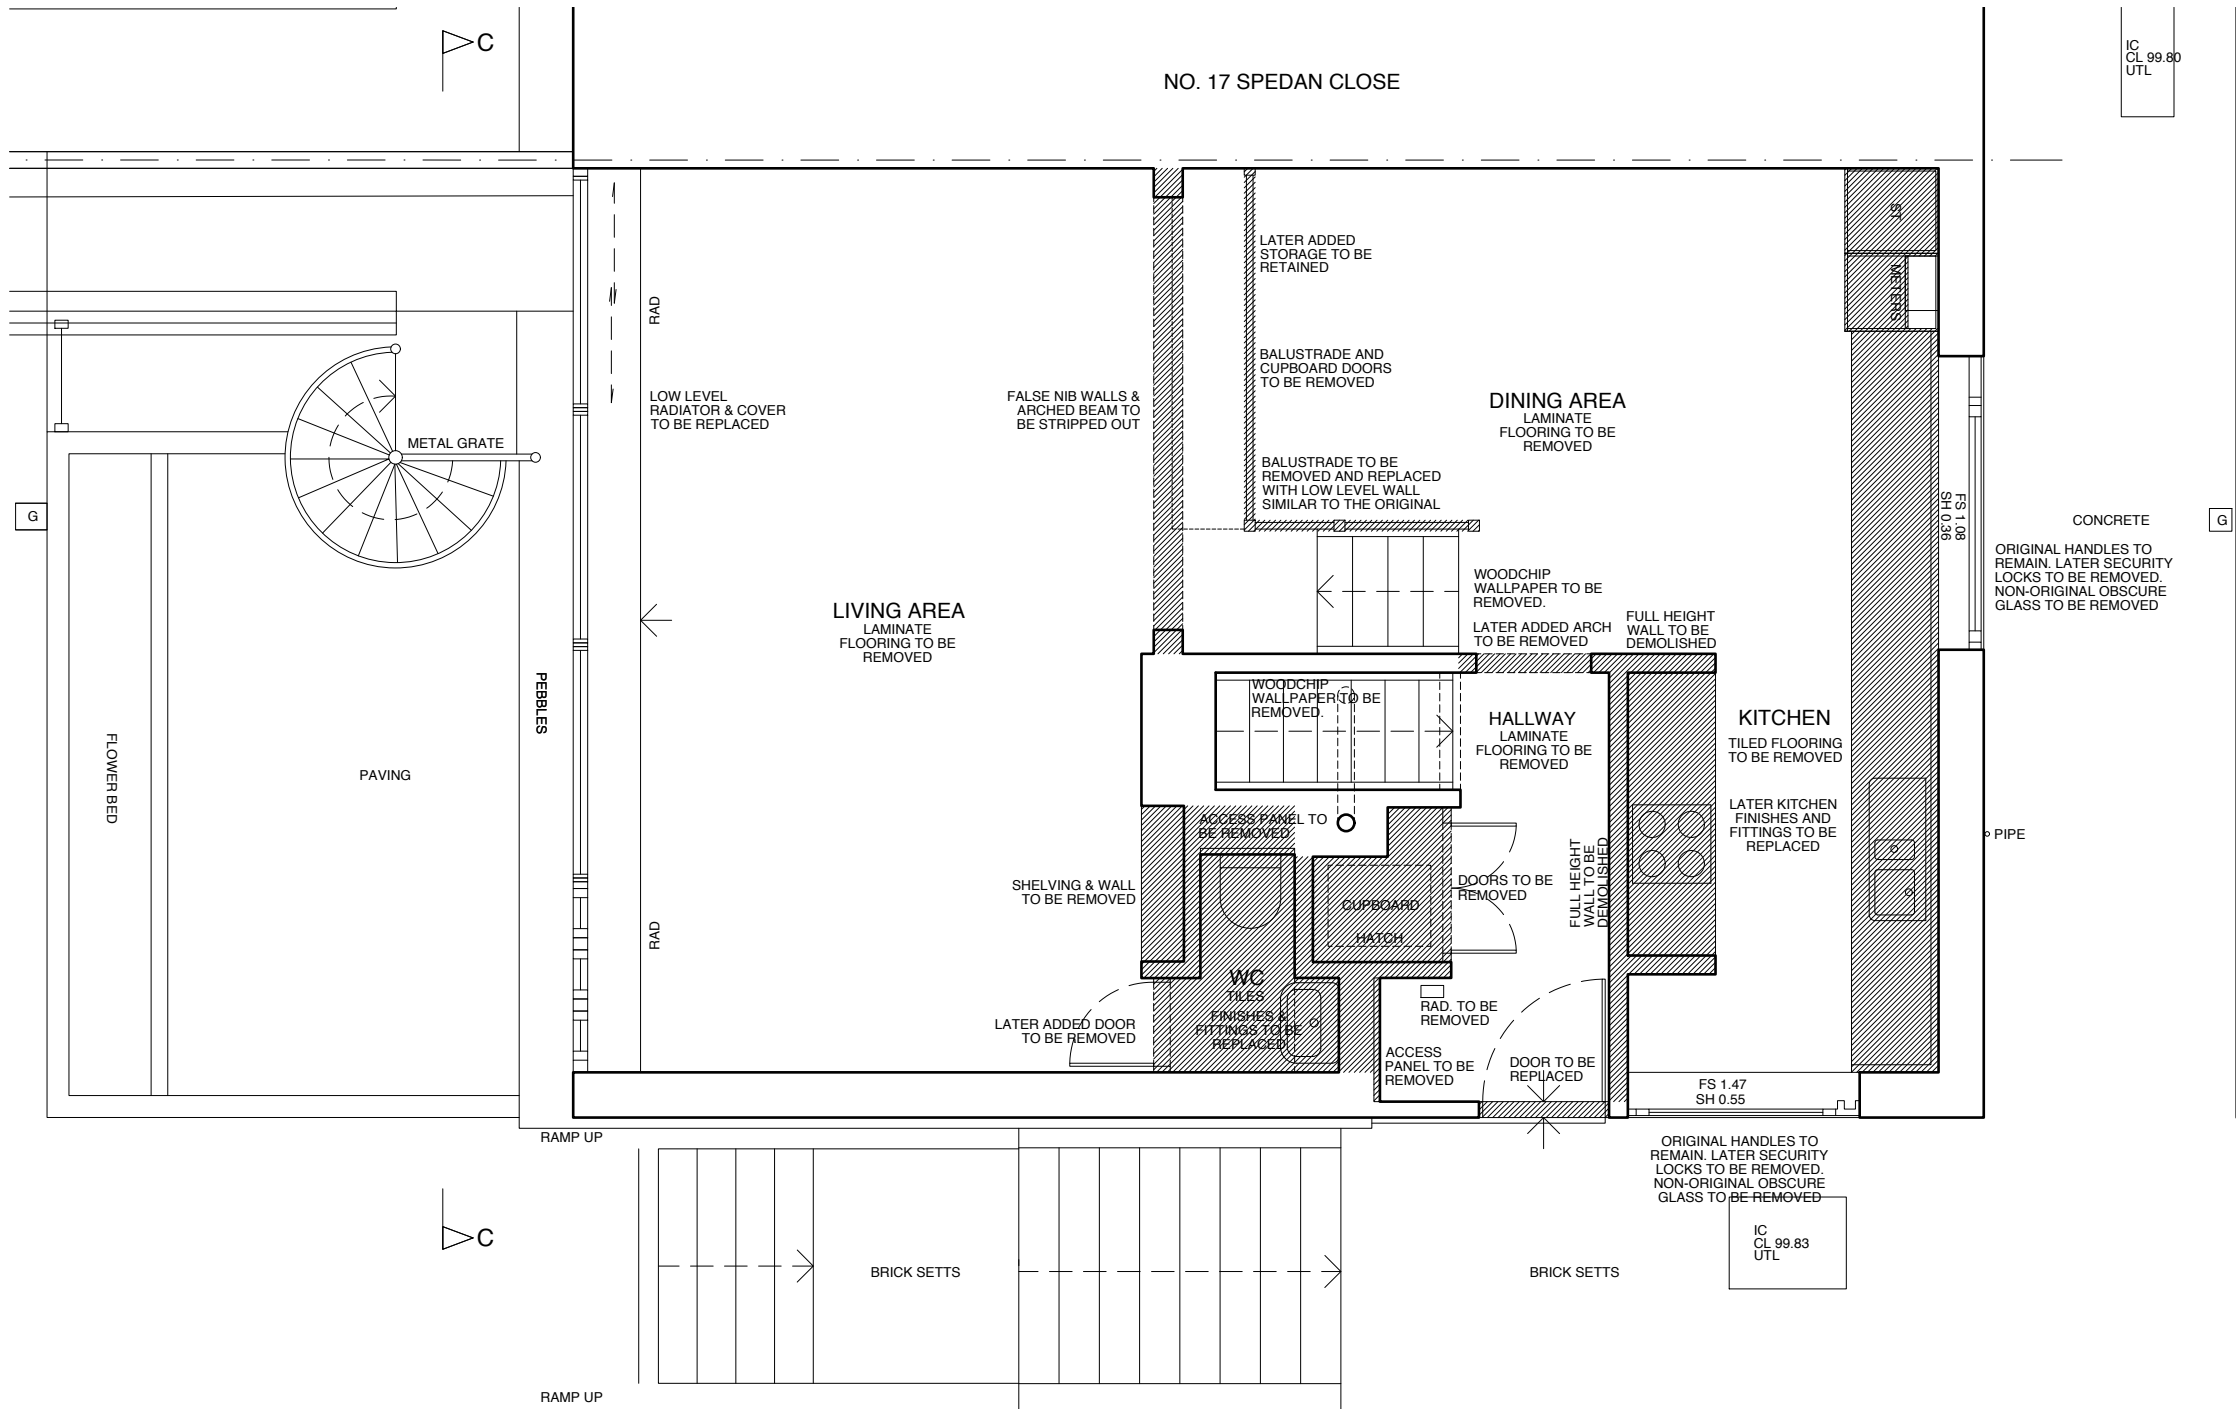 C
NO. 17 SPEDAN CLOSE
IC
CL 99.80
UTL
ST
METERS
LATER ADDED
STORAGE TO BE
RETAINED
RAD
BALUSTRADE AND
CUPBOARD DOORS
TO BE REMOVED
LOW LEVEL
RADIATOR & COVER
TO BE REPLACED
FALSE NIB WALLS &
ARCHED BEAM TO
BE STRIPPED OUT
DINING AREA
LAMINATE
FLOORING TO BE
REMOVED
METAL GRATE
BALUSTRADE TO BE
REMOVED AND REPLACED
WITH LOW LEVEL WALL
SIMILAR TO THE ORIGINAL
FS 1.08
SH 0.36
G
CONCRETE
G
ORIGINAL HANDLES TO
REMAIN. LATER SECURITY
LOCKS TO BE REMOVED.
NON-ORIGINAL OBSCURE
GLASS TO BE REMOVED
WOODCHIP
WALLPAPER TO BE
REMOVED.
LIVING AREA
LAMINATE
FLOORING TO BE
REMOVED
LATER ADDED ARCH
TO BE REMOVED
FULL HEIGHT
WALL TO BE
DEMOLISHED
PEBBLES
WOODCHIP
WALLPAPER TO BE
REMOVED.
HALLWAY
LAMINATE
FLOORING TO BE
REMOVED
KITCHEN
TILED FLOORING
TO BE REMOVED
FLOWER BED
PAVING
LATER KITCHEN
FINISHES AND
FITTINGS TO BE
REPLACED
ACCESS PANEL TO
BE REMOVED
PIPE
SHELVING & WALL
TO BE REMOVED
DOORS TO BE
REMOVED
FULL HEIGHT
WALL TO BE
DEMOLISHED
CUPBOARD
HATCH
RAD
WC
TILES
FINISHES &
FITTINGS TO BE
REPLACED
LATER ADDED DOOR
TO BE REMOVED
RAD. TO BE
REMOVED
ACCESS
PANEL TO BE
REMOVED
DOOR TO BE
REPLACED
FS 1.47
SH 0.55
RAMP UP
ORIGINAL HANDLES TO
REMAIN. LATER SECURITY
LOCKS TO BE REMOVED.
NON-ORIGINAL OBSCURE
GLASS TO BE REMOVED
C
IC
CL 99.83
UTL
BRICK SETTS
BRICK SETTS
RAMP UP